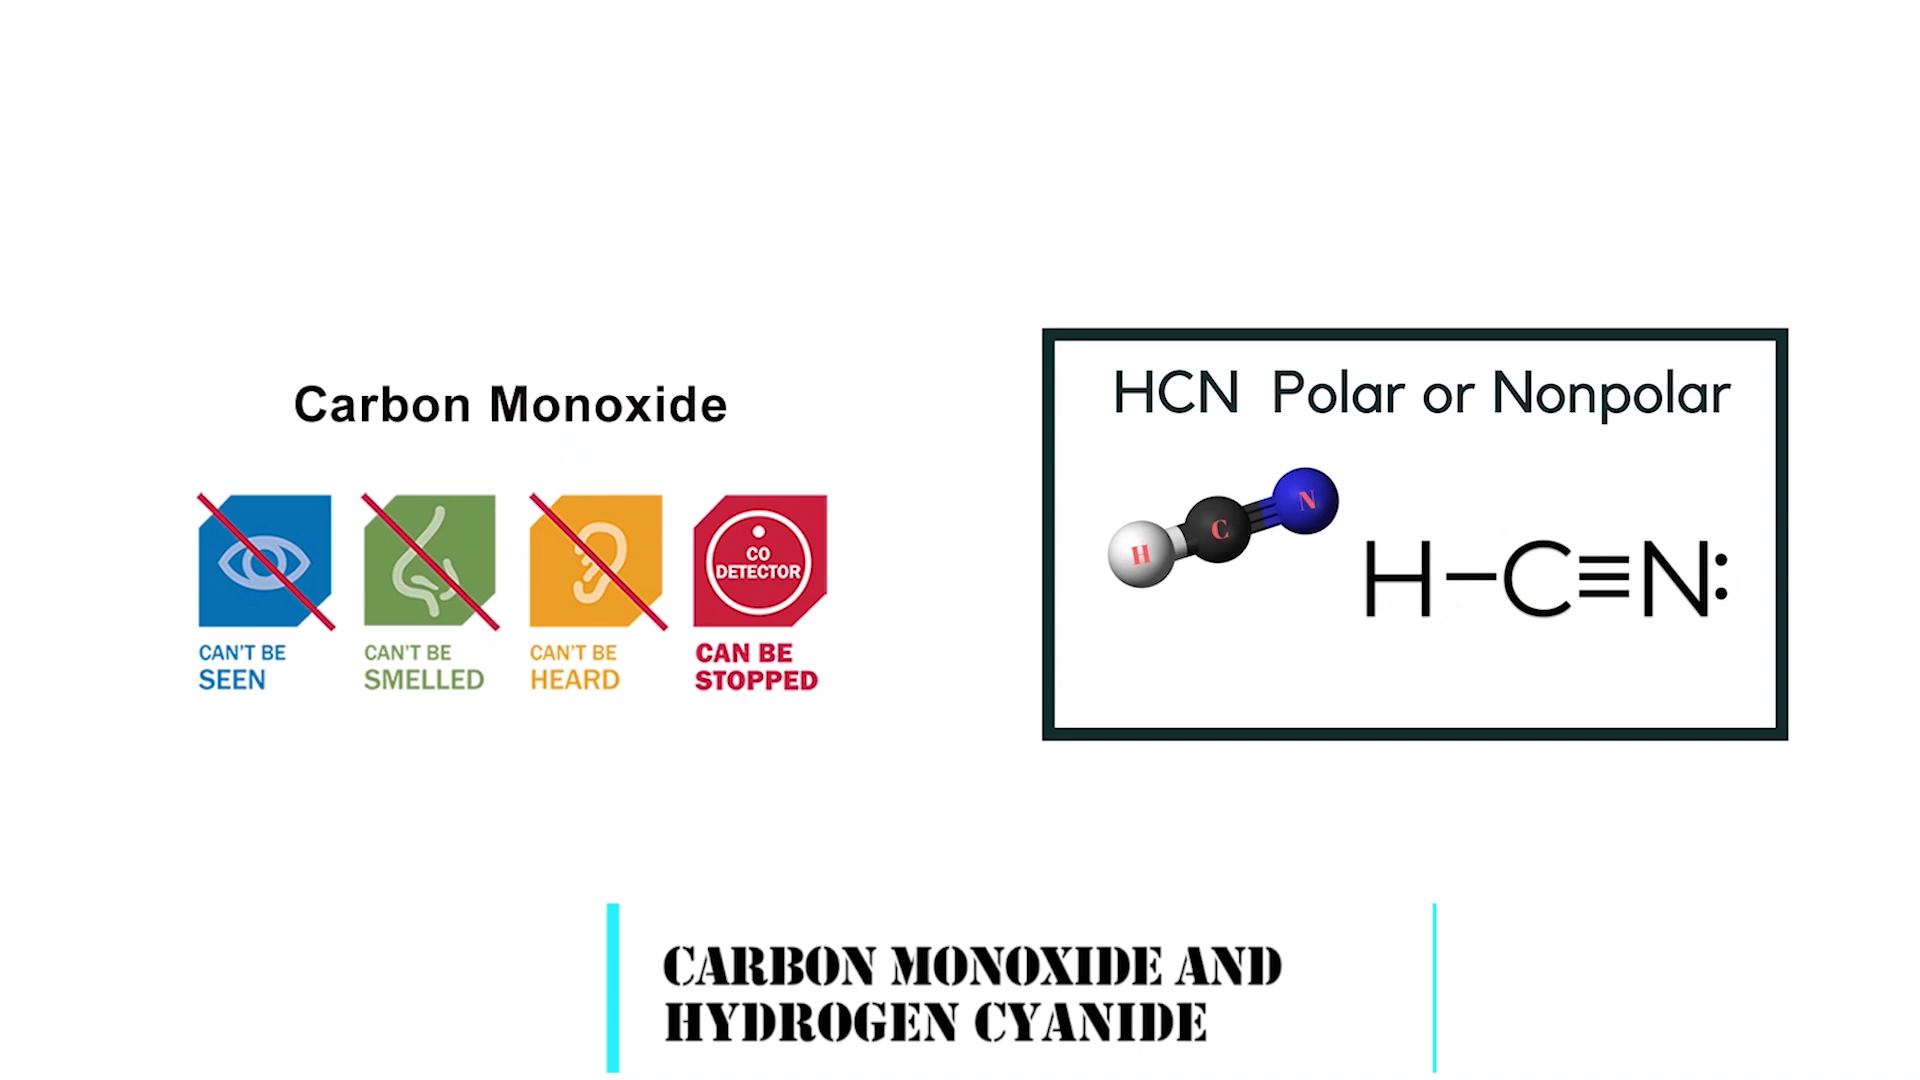 Carbon Monoxide
CAN'T BE
SEEN
CAN'T BE
SMELLED
CAN'T BE
HEARD
CO
DETECTOR
CAN BE
STOPPED
HCN Polar or Nonpolar
H C N
H–C≡N:
CARBON MONOXIDE AND
HYDROGEN CYANIDE